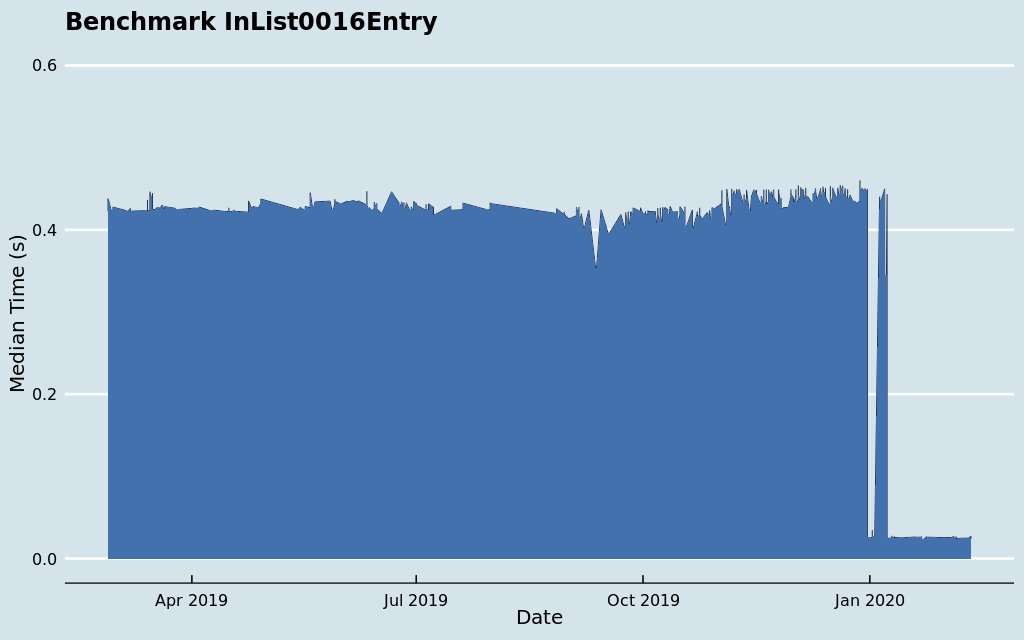 Benchmark InList0016Entry
0.6
0.4
0.2
0.0
Median Time (s)
Apr 2019
Jul 2019
Oct 2019
Jan 2020
Date